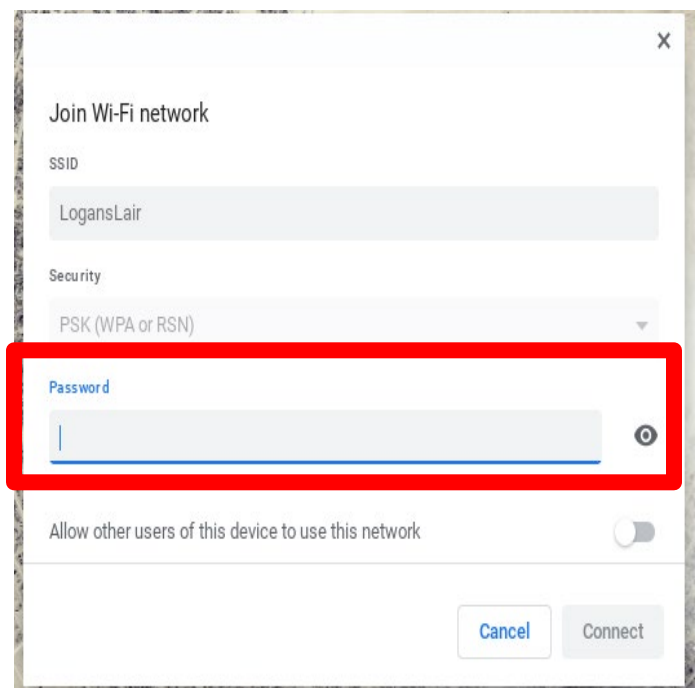 Join Wi-Fi network
SSID
LogansLair
Security
PSK (WPA or RSN)
Password
Allow other users of this device to use this network
Cancel Connect